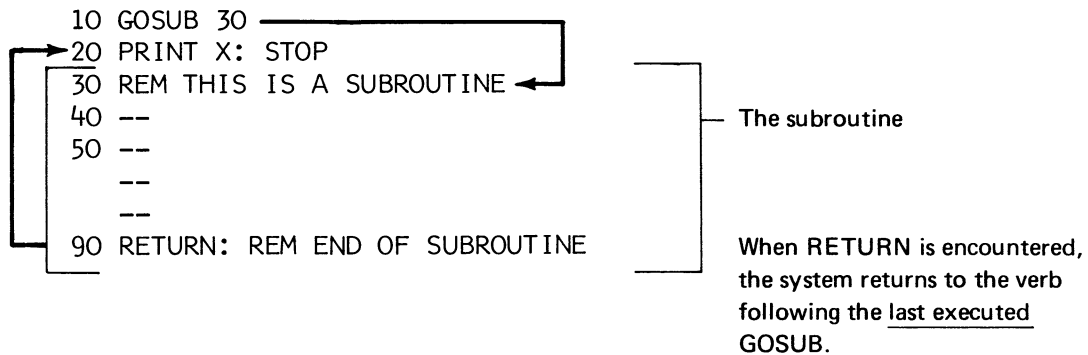 10 GOSUB 30
20 PRINT X: STOP
30 REM THIS IS A SUBROUTINE
40 --
The subroutine
50 --
--
--
90 RETURN: REM END OF SUBROUTINE
When RETURN is encountered,
the system returns to the verb
following the last executed
GOSUB.